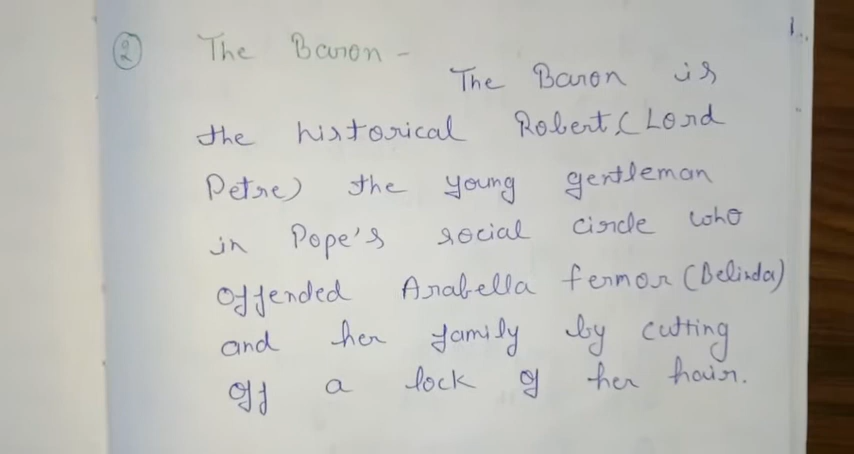 ② The Baron -
The Baron is
the historical Robert (Lord
Petre) the young gentleman
in Pope's social circle who
offended Arabella fermor (Belinda)
and her family by cutting
off a lock of her hair.